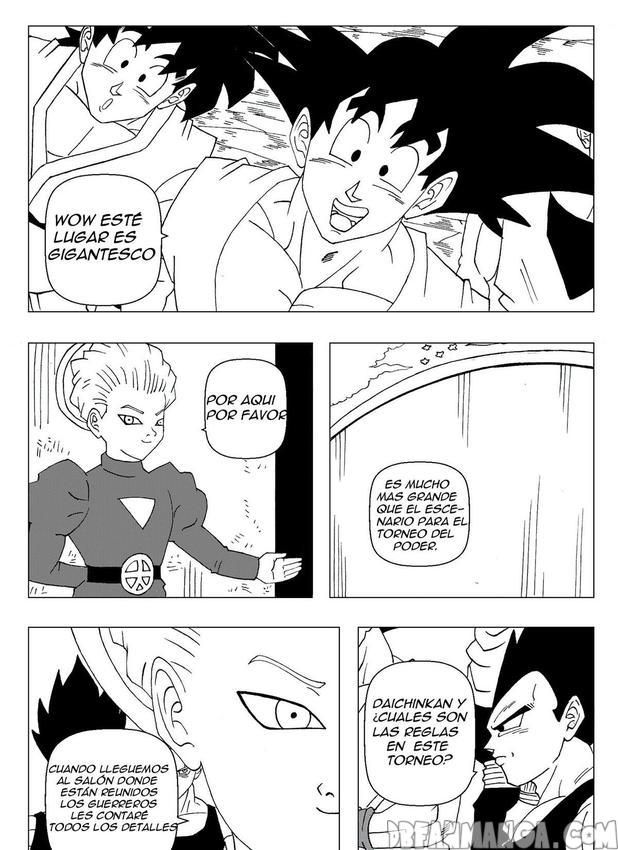 WOW ESTÉ
LUGAR ES
GIGANTESCO
POR AQUI
POR FAVOR
ES MUCHO
MAS GRANDE
QUE EL ESCE-
NARIO PARA EL
TORNEO DEL
PODER.
CUANDO LLEGUEMOS
AL SALÓN DONDE
ESTÁN REUNIDOS
LOS GUERREROS
LES CONTARÉ
TODOS LOS DETALLES
DAICHINKAN Y
¿CUALES SON
LAS REGLAS
EN ESTE
TORNEO?
DREAMMANGA.COM